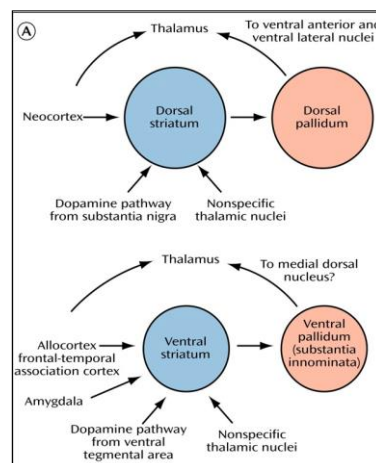 A
Thalamus
To ventral anterior and
ventral lateral nuclei
Neocortex
Dorsal
striatum
Dorsal
pallidum
Dopamine pathway
from substantia nigra
Nonspecific
thalamic nuclei
Thalamus
To medial dorsal
nucleus?
Allocortex
frontal-temporal
association cortex
Ventral
striatum
Ventral
pallidum
(substantia
innominata)
Amygdala
Dopamine pathway
from ventral
tegmental area
Nonspecific
thalamic nuclei